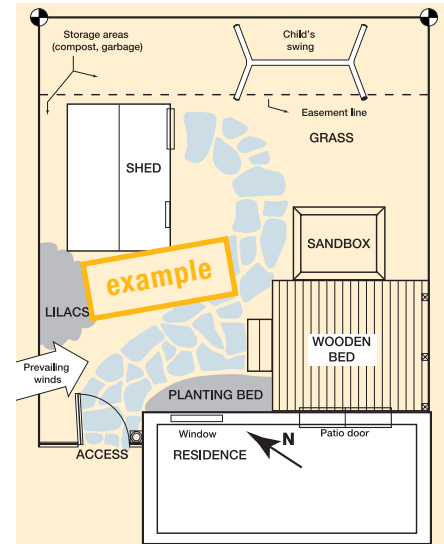 Storage areas
(compost, garbage)
Child's
swing
Easement line
GRASS
SHED
SANDBOX
example
LILACS
WOODEN
BED
Prevailing
winds
PLANTING BED
Window
N
Patio door
ACCESS
RESIDENCE